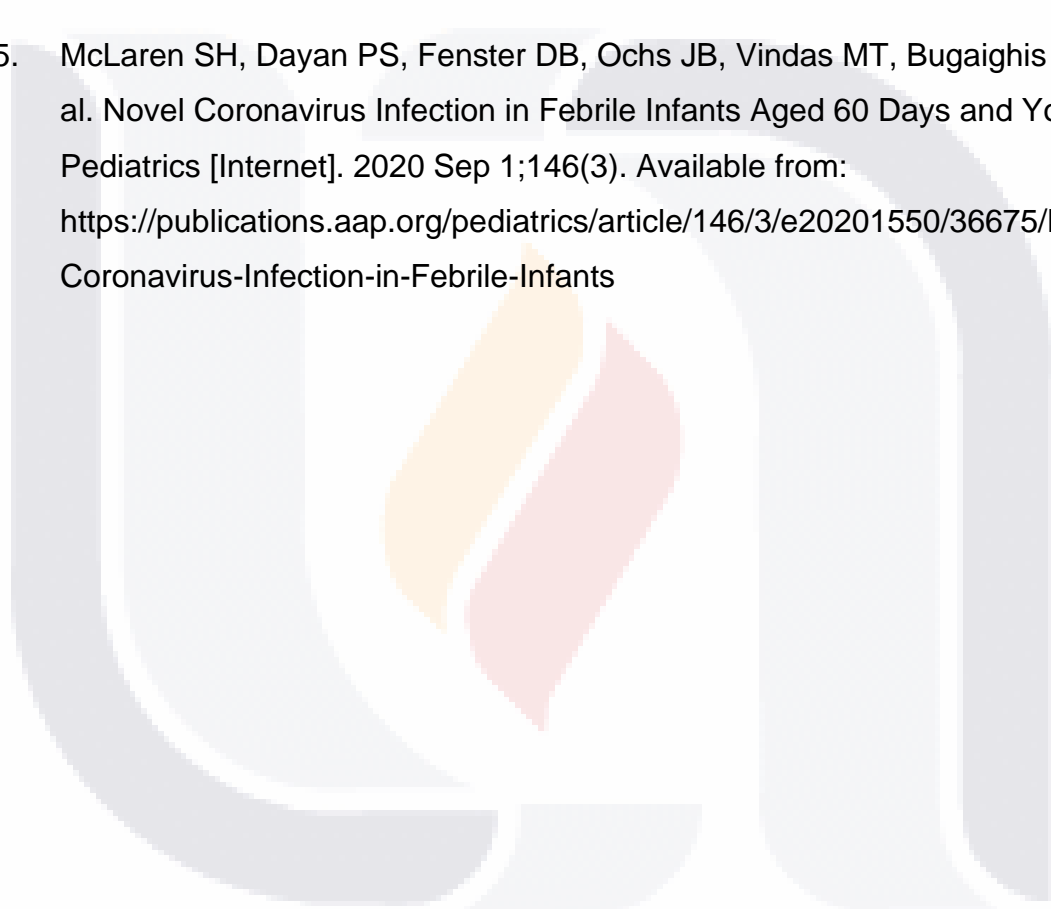 5. McLaren SH, Dayan PS, Fenster DB, Ochs JB, Vindas MT, Bugaighis
al. Novel Coronavirus Infection in Febrile Infants Aged 60 Days and
Pediatrics [Internet]. 2020 Sep 1;146(3). Available from:
https://publications.aap.org/pediatrics/article/146/3/e20201550/36675/
Coronavirus-Infection-in-Febrile-Infants